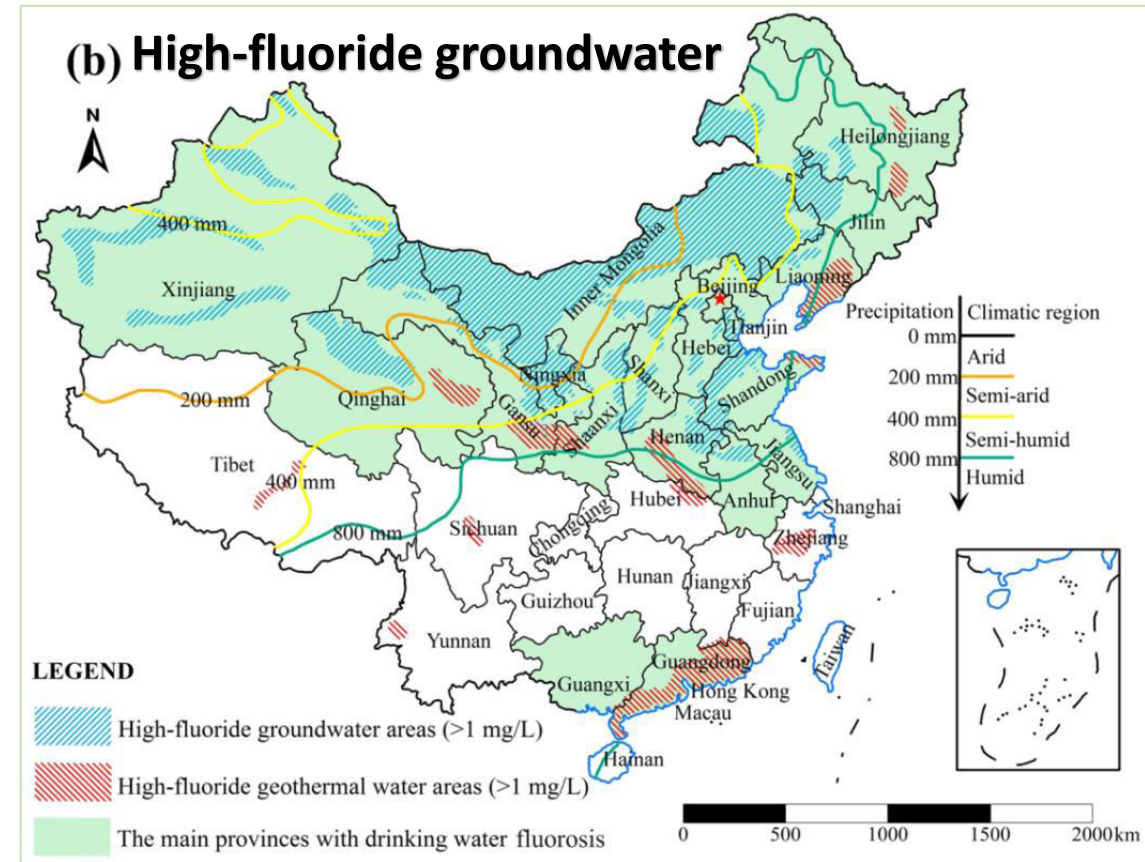 (b) High-fluoride groundwater
N
Heilongjiang
Jilin
400 mm
Inner Mongolia
Xinjiang
Beijing
Liaoning
Tianjin
Hebei
Precipitation
Climatic region
0 mm
Arid
200 mm
Semi-arid
400 mm
Semi-humid
800 mm
Humid
Ningxia
Shanxi
Shandong
200 mm
Qinghai
Gansu
Shaanxi
Henan
Jiangsu
Tibet
400 mm
Hubei
Anhui
Shanghai
800 mm
Sichuan
Chongqing
Zhejiang
Hunan
Jiangxi
Guizhou
Fujian
Yunnan
Taiwan
Guangdong
Guangxi
Hong Kong
Macau
Hainan
LEGEND
High-fluoride groundwater areas (>1 mg/L)
High-fluoride geothermal water areas (>1 mg/L)
The main provinces with drinking water fluorosis
0 500 1000 1500 2000km